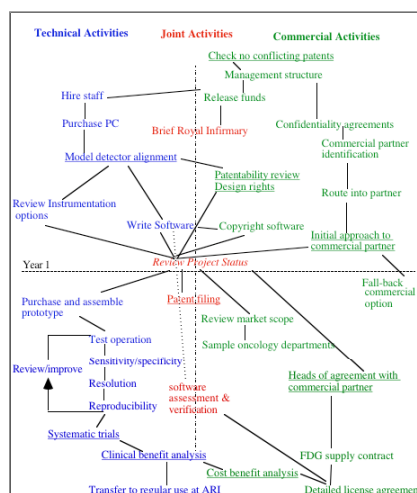 Technical Activities
Joint Activities
Commercial Activities
Check no conflicting patents
Management structure
Hire staff
Release funds
Purchase PC
Brief Royal Infirmary
Confidentiality agreements
Commercial partner
identification
Model detector alignment
Patentability review
Design rights
Route into partner
Review Instrumentation
options
Write Software
Copyright software
Initial approach to
commercial partner
Review Project Status
Year 1
Fall-back
commercial
option
Purchase and assemble
prototype
Patent filing
Review market scope
Test operation
Sample oncology departments
Sensitivity/specificity
Review/improve
Resolution
Heads of agreement with
commercial partner
software
assessment &
verification
Reproducibility
Systematic trials
Clinical benefit analysis
FDG supply contract
Cost benefit analysis
Transfer to regular use at ARI
Detailed license agreement